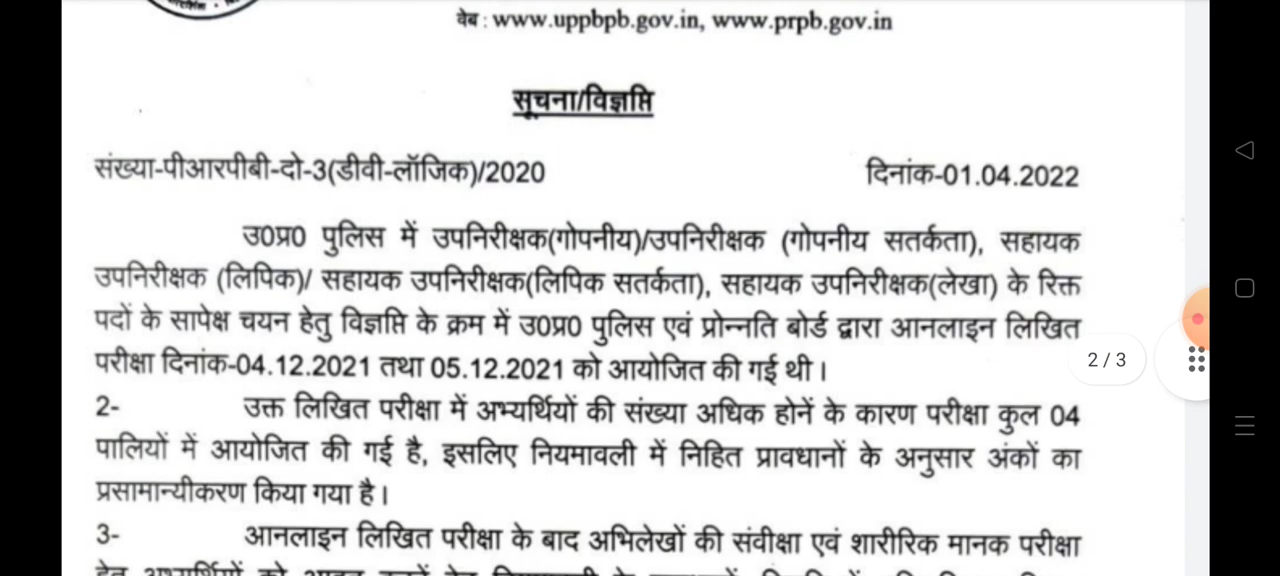 वेब : www.uppbpb.gov.in, www.prpb.gov.in
सूचना/विज्ञप्ति
संख्या-पीआरपीबी-दो-3(डीवी-लॉजिक)/2020 दिनांक-01.04.2022
उ0प्र0 पुलिस में उपनिरीक्षक(गोपनीय)/उपनिरीक्षक (गोपनीय सतर्कता), सहायक
उपनिरीक्षक (लिपिक)/ सहायक उपनिरीक्षक(लिपिक सतर्कता), सहायक उपनिरीक्षक(लेखा) के रिक्त
पदों के सापेक्ष चयन हेतु विज्ञप्ति के क्रम में उ0प्र0 पुलिस एवं प्रोन्नति बोर्ड द्वारा आनलाइन लिखित
परीक्षा दिनांक-04.12.2021 तथा 05.12.2021 को आयोजित की गई थी।
2- उक्त लिखित परीक्षा में अभ्यर्थियों की संख्या अधिक होनें के कारण परीक्षा कुल 04
पालियों में आयोजित की गई है, इसलिए नियमावली में निहित प्रावधानों के अनुसार अंकों का
प्रसामान्यीकरण किया गया है।
3- आनलाइन लिखित परीक्षा के बाद अभिलेखों की संवीक्षा एवं शारीरिक मानक परीक्षा
2 / 3